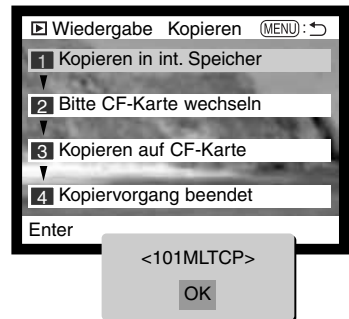 Wiedergabe Kopieren MENU:
1 Kopieren in int. Speicher
2 Bitte CF-Karte wechseln
3 Kopieren auf CF-Karte
4 Kopiervorgang beendet
Enter
<101MLTCP>
OK